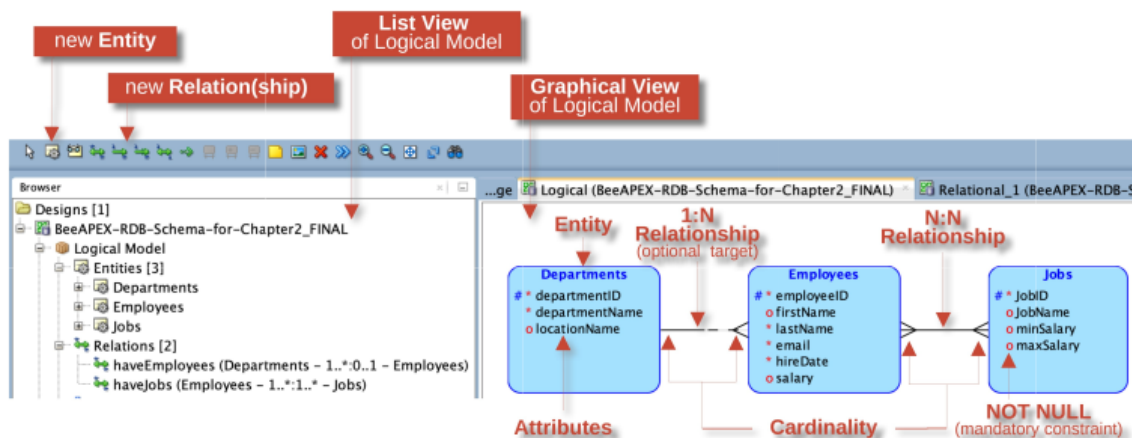 new Entity
List View
of Logical Model
new Relation(ship)
Graphical View
of Logical Model
Browser
Designs [1]
BeeAPEX-RDB-Schema-for-Chapter2_FINAL
Logical Model
Entities [3]
Departments
Employees
Jobs
Relations [2]
haveEmployees (Departments - 1..*:0..1 - Employees)
haveJobs (Employees - 1..*:1..* - Jobs)
...ge
Logical (BeeAPEX-RDB-Schema-for-Chapter2_FINAL)
Relational_1 (BeeAPEX-RDB-S
Entity
1:N
Relationship
(optional target)
N:N
Relationship
Departments
# * departmentID
* departmentName
o locationName
Employees
# * employeeID
o firstName
* lastName
* email
* hireDate
o salary
Jobs
# * JobID
o JobName
o minSalary
o maxSalary
Attributes
Cardinality
NOT NULL
(mandatory constraint)